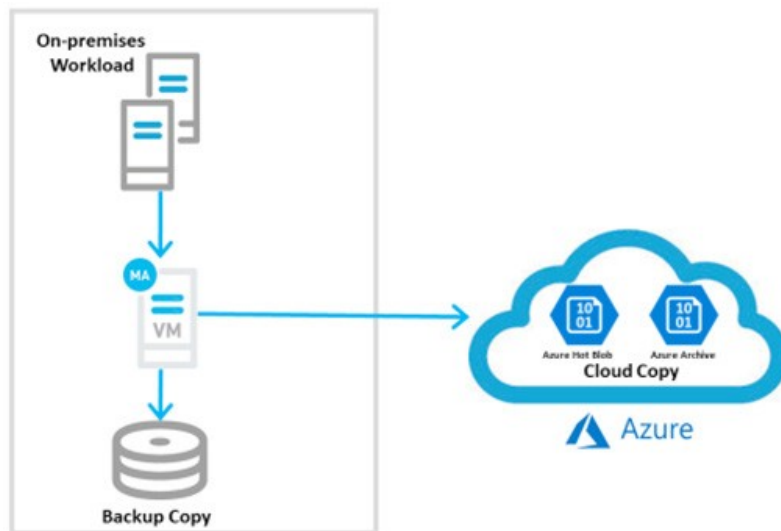 On-premises
Workload
MA
VM
Backup Copy
10
01
10
01
Azure Hot Blob
Azure Archive
Cloud Copy
Azure